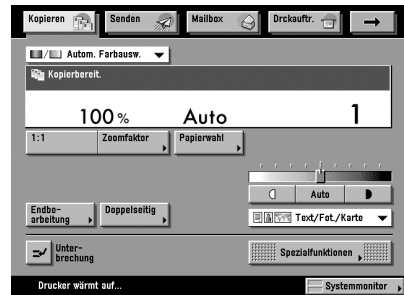 Kopieren
Senden
Mailbox
Drckauftr.
Autom. Farbausw.
Kopierbereit.
100 % Auto 1
1:1
Zoomfaktor
Papierwahl
Auto
Endbe-
arbeitung
Doppelseitig
Text/Fot./Karte
Unter-
brechung
Spezialfunktionen
Drucker wärmt auf...
Systemmonitor